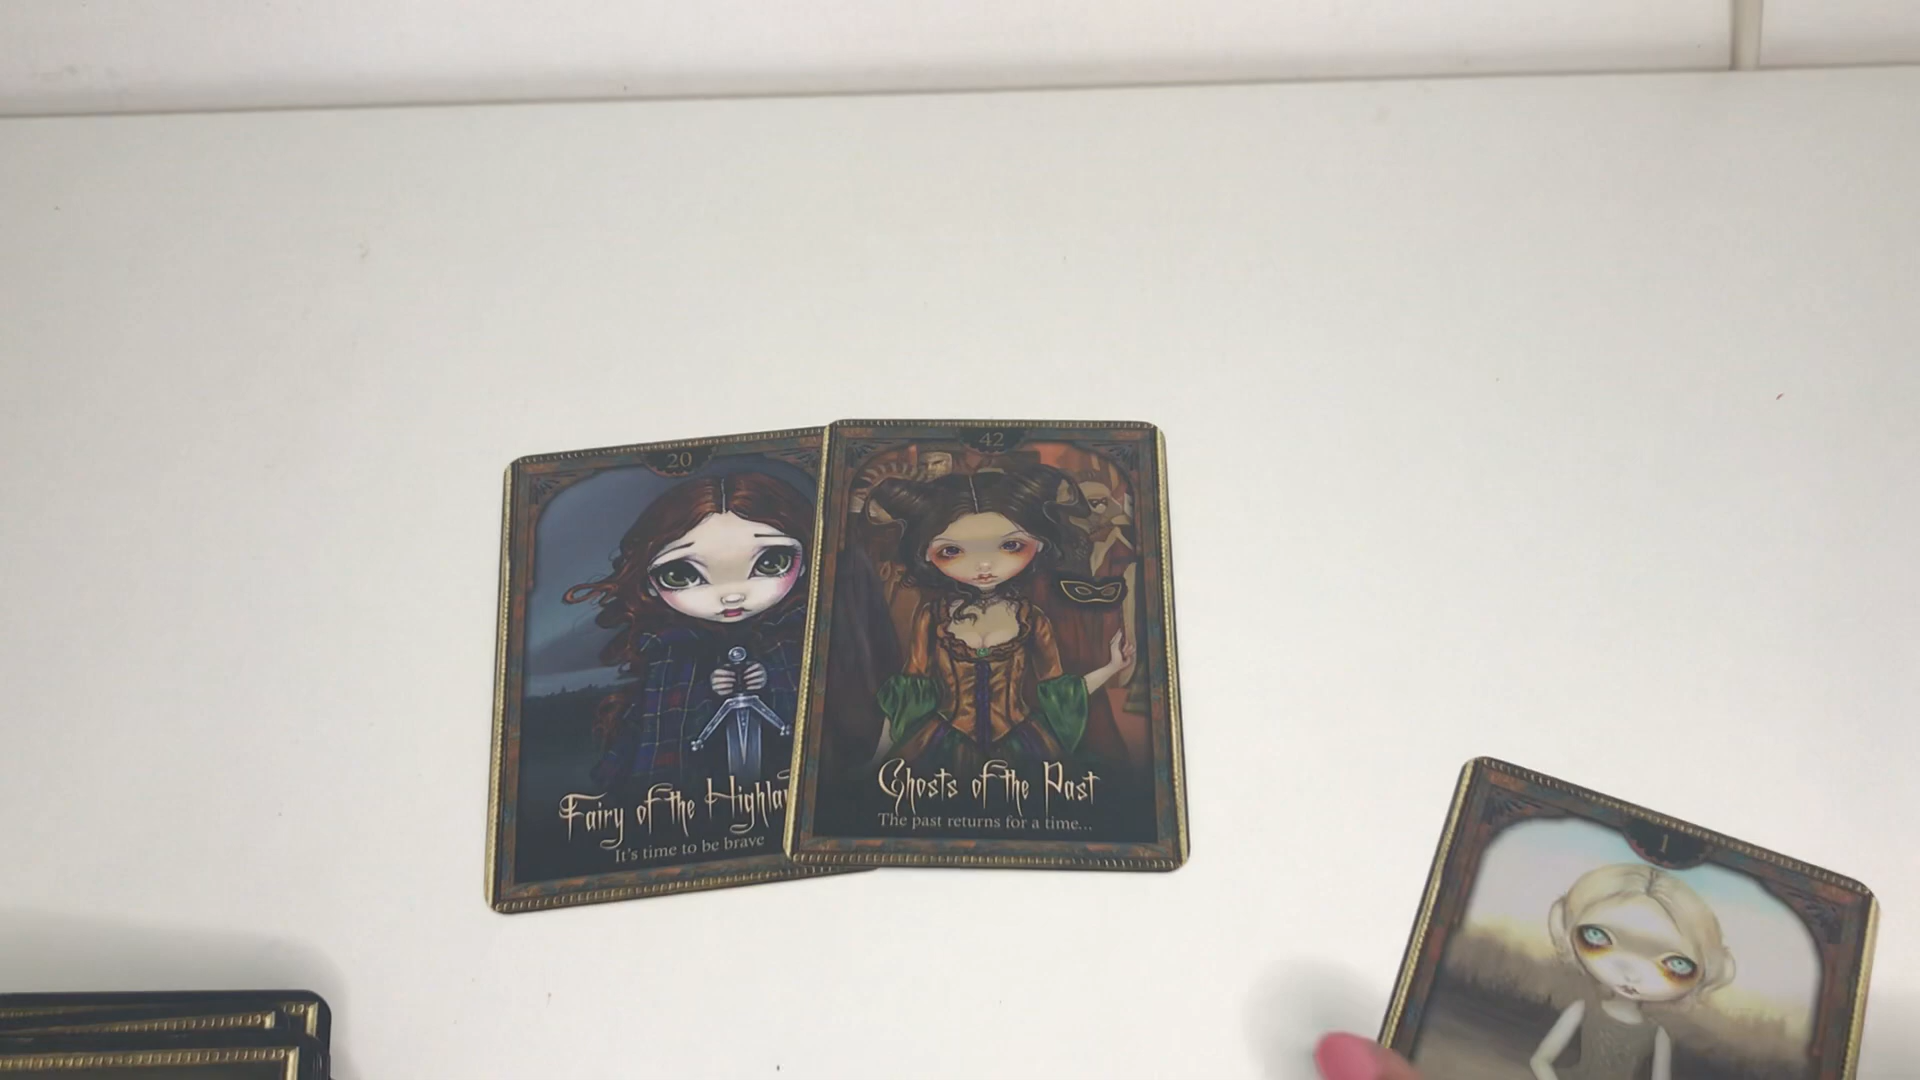 20
Fairy of the
It's time to be brave
42
Ghosts of the Past
The past returns for a time...
1